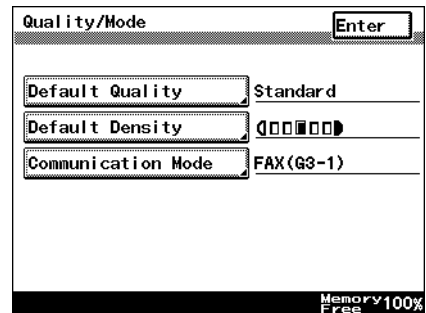 Quality/Mode
Enter
Default Quality
Standard
Default Density
Communication Mode
FAX(G3-1)
Memory
Free
100%